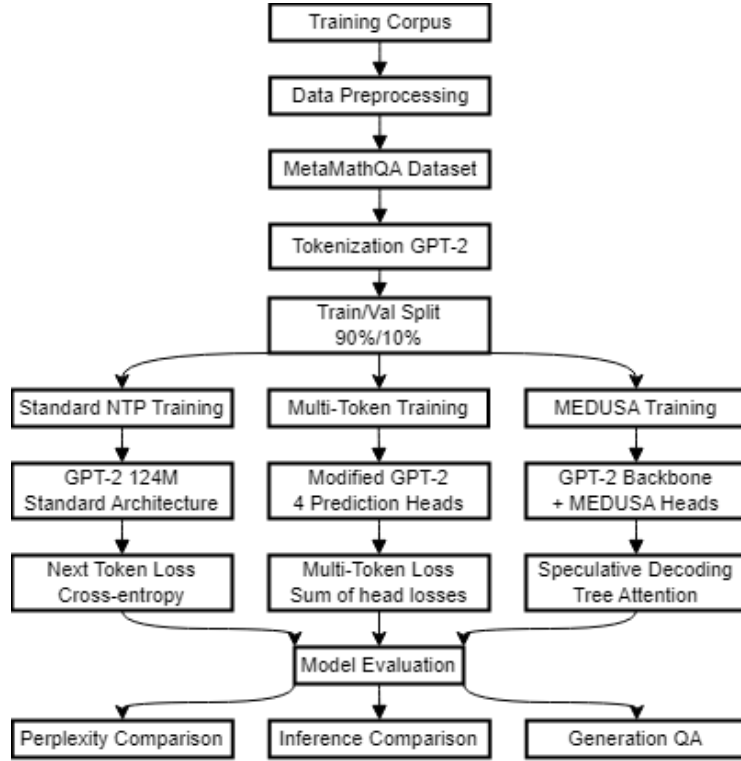 Training Corpus
Data Preprocessing
MetaMathQA Dataset
Tokenization GPT-2
Train/Val Split
90%/10%
Standard NTP Training
Multi-Token Training
MEDUSA Training
GPT-2 124M
Standard Architecture
Modified GPT-2
4 Prediction Heads
GPT-2 Backbone
+ MEDUSA Heads
Next Token Loss
Cross-entropy
Multi-Token Loss
Sum of head losses
Speculative Decoding
Tree Attention
Model Evaluation
Perplexity Comparison
Inference Comparison
Generation QA